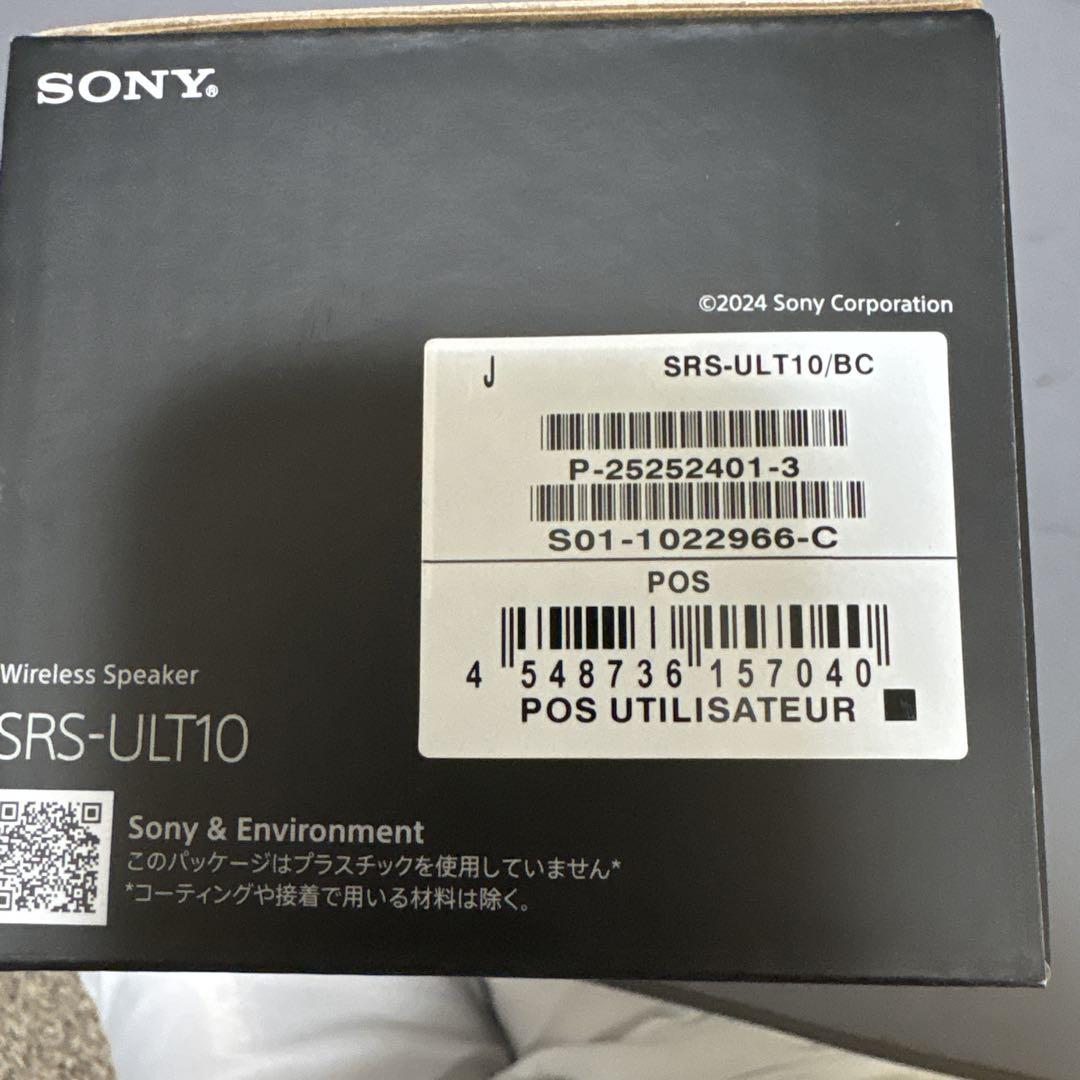 SONY®
©2024 Sony Corporation
J SRS-ULT10/BC
P-25252401-3
S01-1022966-C
POS
4 548736 157040
POS UTILISATEUR
Wireless Speaker
SRS-ULT10
Sony & Environment
このパッケージはプラスチックを使用していません*
*コーティングや接着で用いる材料は除く。